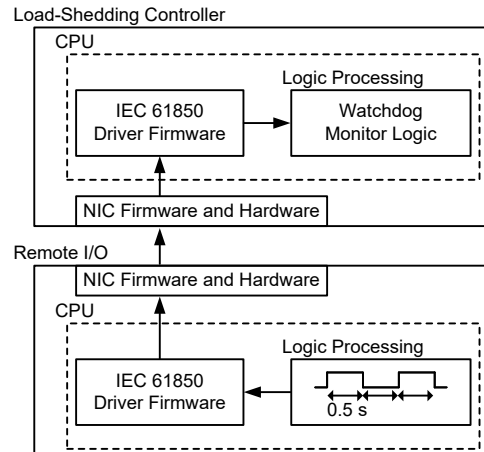 Load-Shedding Controller
CPU
Logic Processing
IEC 61850
Driver Firmware
Watchdog
Monitor Logic
NIC Firmware and Hardware
Remote I/O
NIC Firmware and Hardware
CPU
Logic Processing
IEC 61850
Driver Firmware
0.5 s